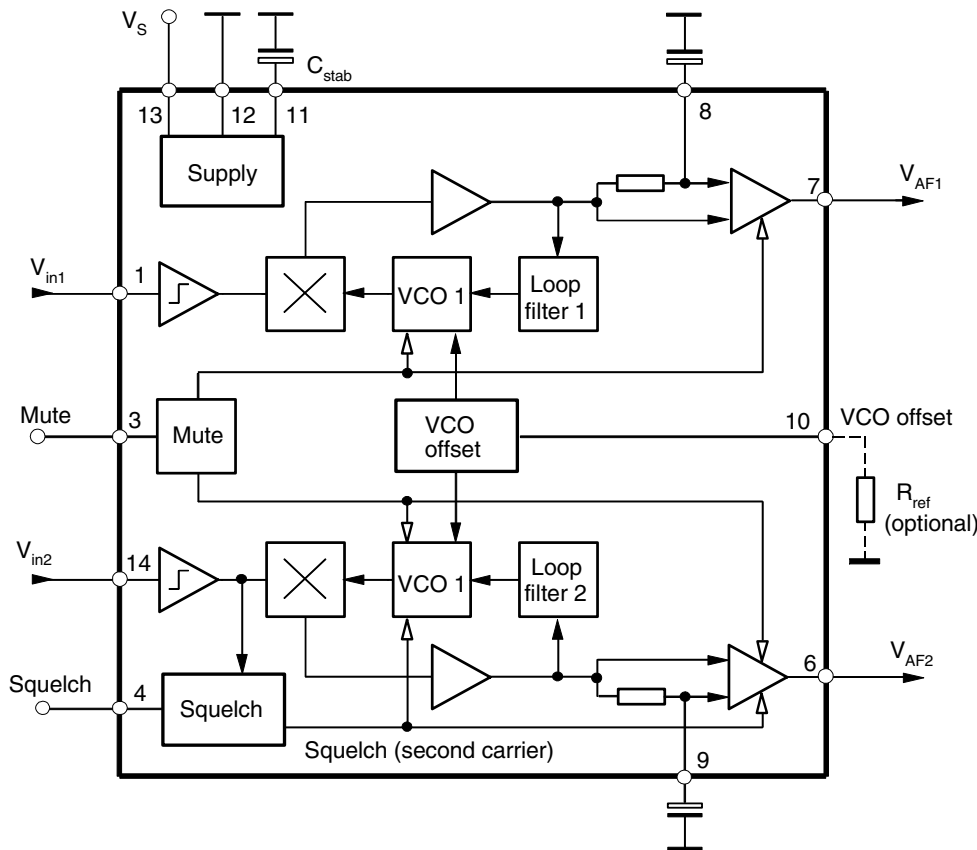 V_S
C_stab
13
12
11
8
Supply
7
V_AF1
V_in1
1
VCO 1
Loop
filter 1
Mute
3
Mute
VCO
offset
10
VCO offset
R_ref
(optional)
V_in2
14
VCO 1
Loop
filter 2
6
V_AF2
Squelch
4
Squelch
Squelch (second carrier)
9